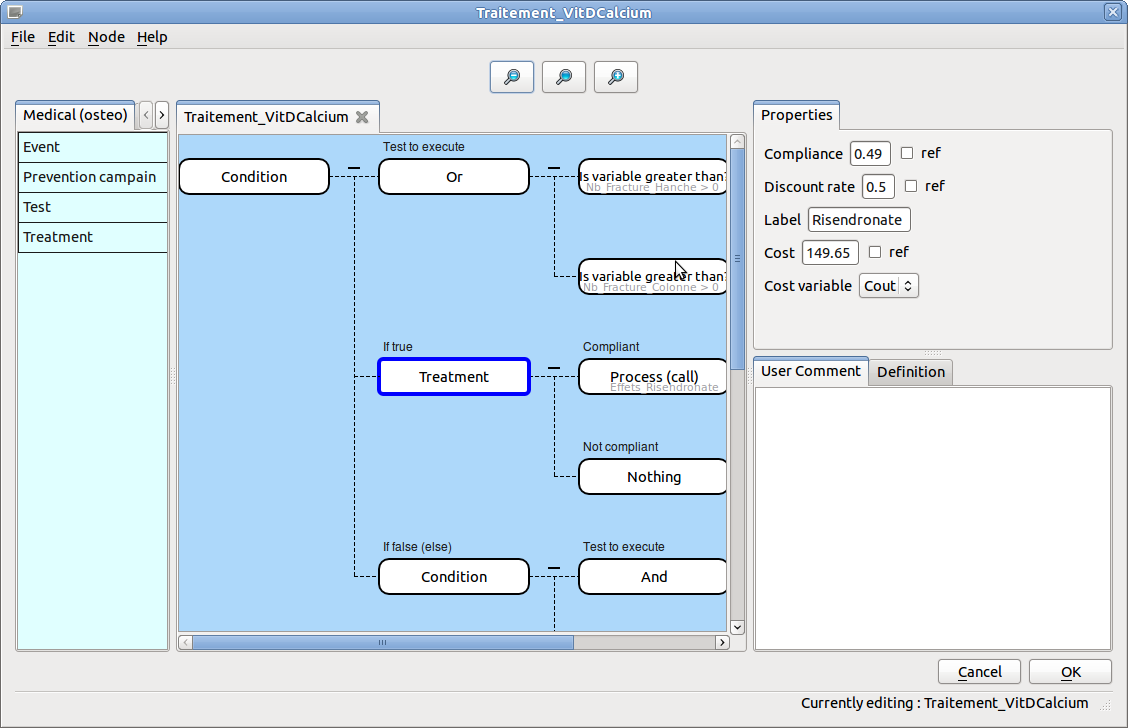 Traitement_VitDCalcium
File Edit Node Help
Medical (osteo)
Event
Prevention campain
Test
Treatment
Traitement_VitDCalcium
Test to execute
Condition
Or
Is variable greater than?
Nb_Fracture_Hanche > 0
Is variable greater than?
Nb_Fracture_Colonne > 0
If true
Compliant
Treatment
Process (call)
Effets_Risendronate
Not compliant
Nothing
If false (else)
Test to execute
Condition
And
Properties
Compliance 0.49 ref
Discount rate 0.5 ref
Label Risendronate
Cost 149.65 ref
Cost variable Cout
User Comment Definition
Cancel OK
Currently editing : Traitement_VitDCalcium